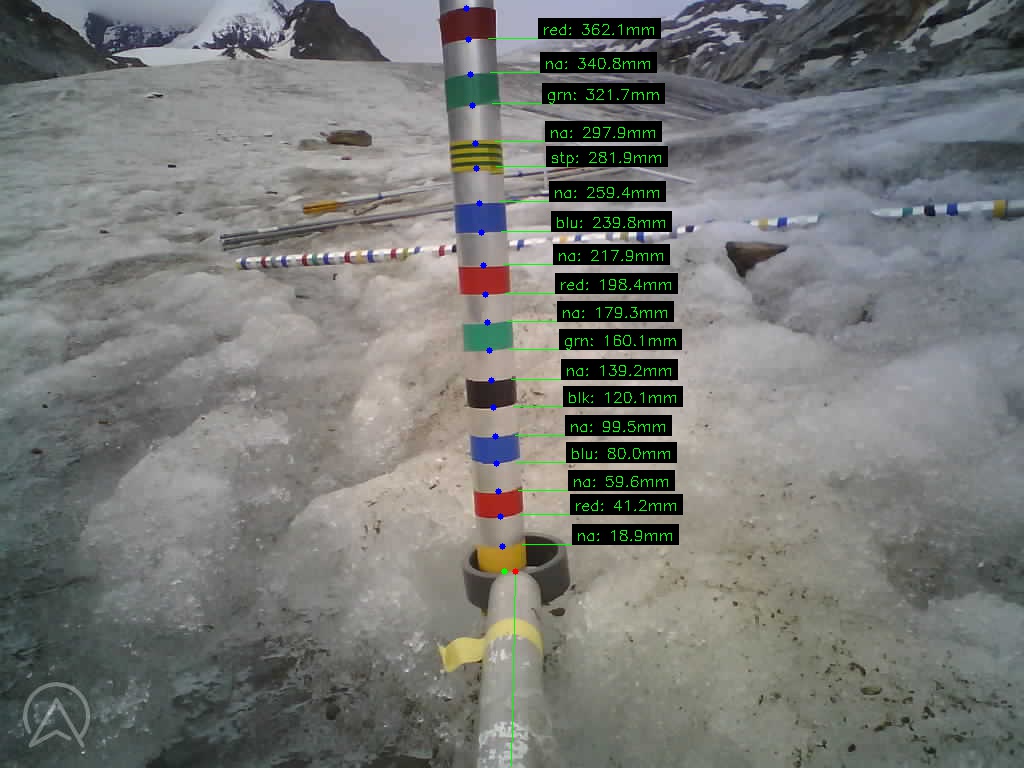 red: 362.1mm
na: 340.8mm
grn: 321.7mm
na: 297.9mm
stp: 281.9mm
na: 259.4mm
blu: 239.8mm
na: 217.9mm
red: 198.4mm
na: 179.3mm
grn: 160.1mm
na: 139.2mm
blk: 120.1mm
na: 99.5mm
blu: 80.0mm
na: 59.6mm
red: 41.2mm
na: 18.9mm